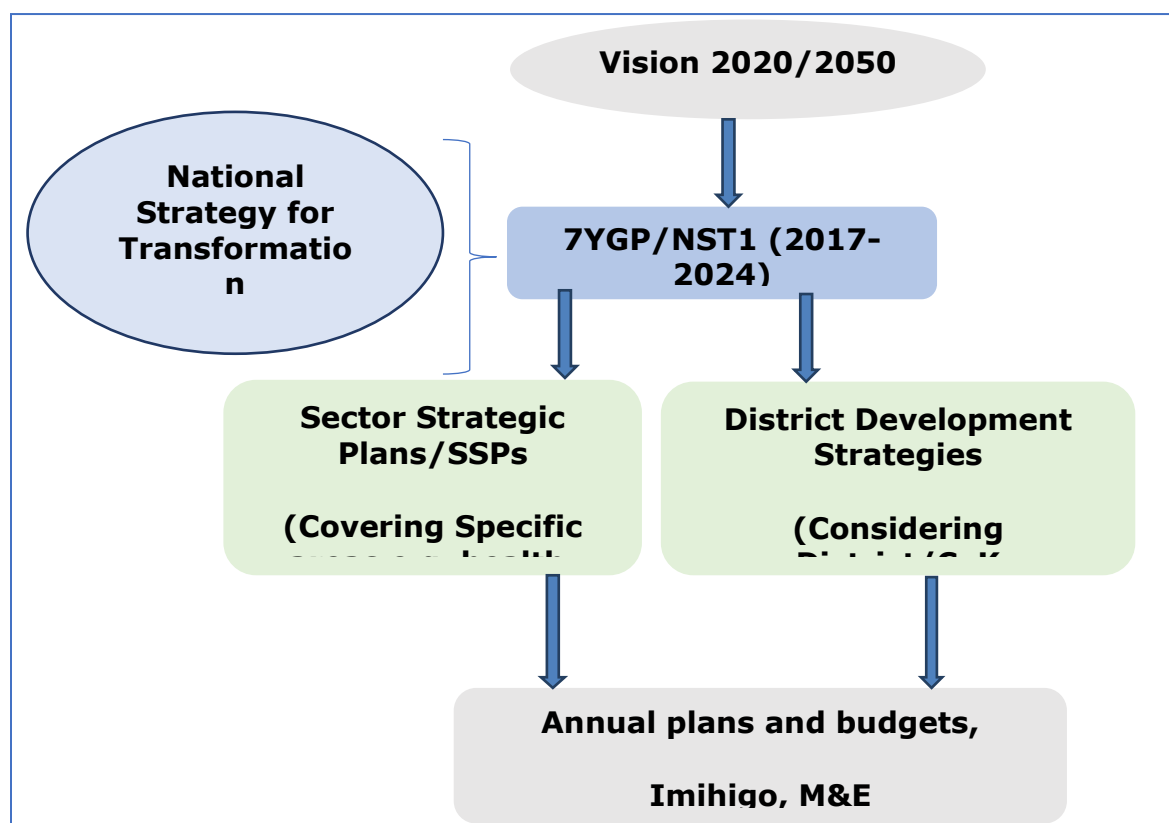 Vision 2020/2050
National
Strategy for
Transformatio
n
7YGP/NST1 (2017-
2024)
Sector Strategic
Plans/SSPs
(Covering Specific
District Development
Strategies
(Considering
Annual plans and budgets,
Imihigo, M&E